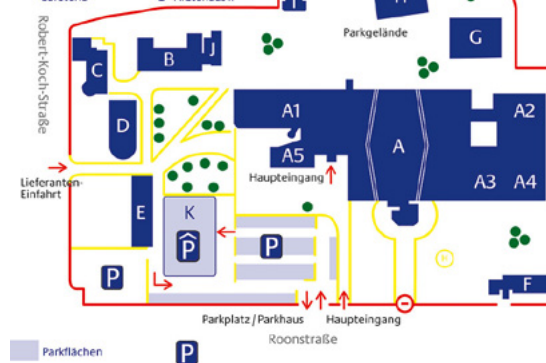 Parkgelände
Robert-Koch-Straße
G
C
B
J
D
A1
A2
A5
A
Haupteingang
A3
A4
Lieferanten-
Einfahrt
E
K
P
P
P
F
Parkplatz / Parkhaus
Haupteingang
Roonstraße
Parkflächen
P